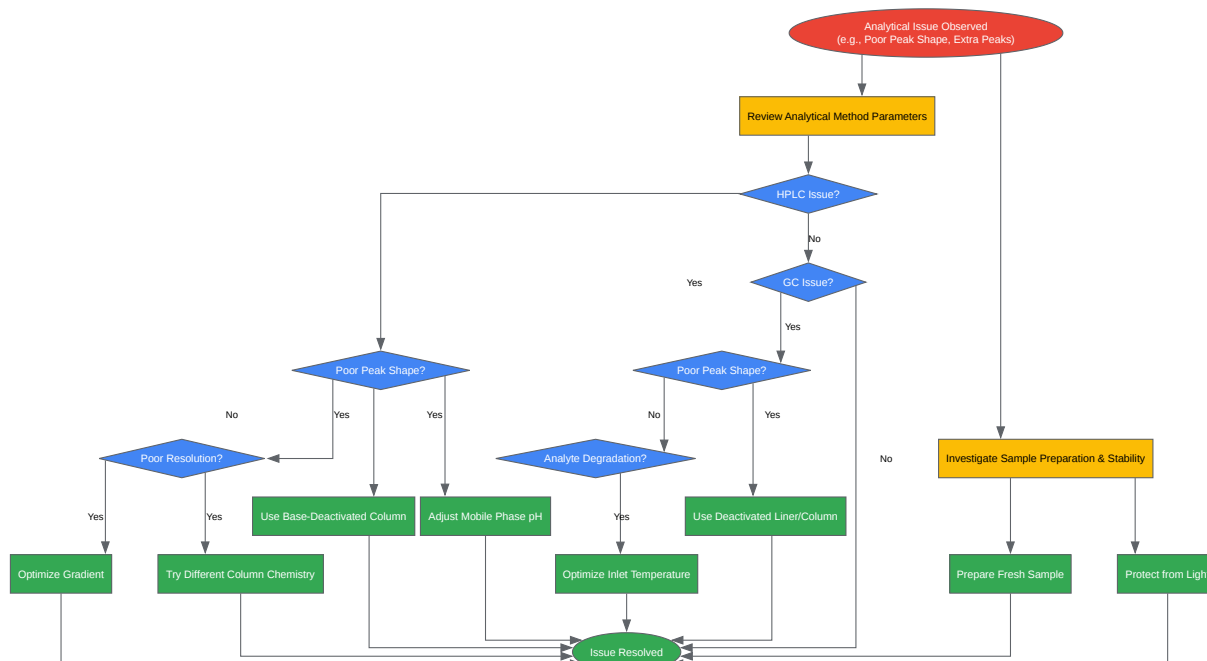 Analytical Issue Observed
(e.g., Poor Peak Shape, Extra Peaks)
Review Analytical Method Parameters
HPLC Issue?
No
GC Issue?
Yes
Yes
Poor Peak Shape?
Poor Peak Shape?
No
Yes
Yes
No
Yes
Poor Resolution?
Analyte Degradation?
No
Investigate Sample Preparation & Stability
Yes
Yes
Use Base-Deactivated Column
Adjust Mobile Phase pH
Yes
Use Deactivated Liner/Column
Optimize Gradient
Try Different Column Chemistry
Optimize Inlet Temperature
Prepare Fresh Sample
Protect from Ligh
Issue Resolved